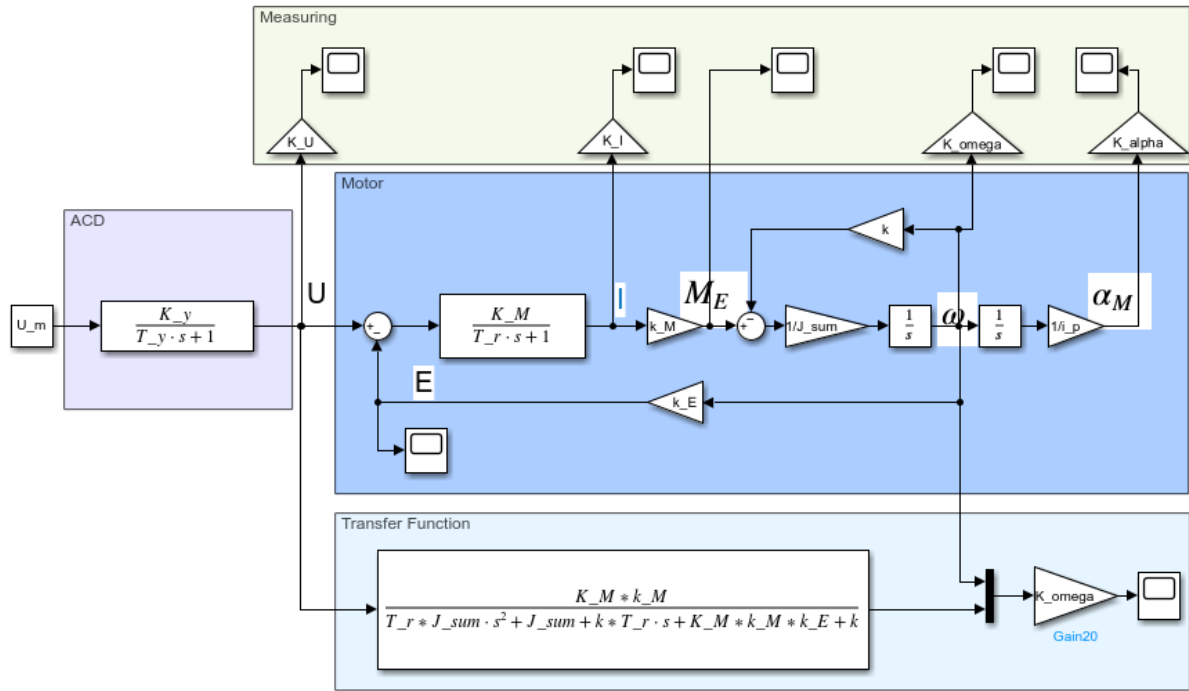 Measuring
K_U
K_I
K_omega
K_alpha
Motor
ACD
k
U_m
K_y
T_y · s + 1
U
+
-
K_M
T_r · s + 1
I
k_M
M_E
+
-
1/J_sum
1
s
ω
1
s
1/i_p
α_M
E
k_E
Transfer Function
K_M * k_M
T_r * J_sum · s² + J_sum + k * T_r · s + K_M * k_M * k_E + k
K_omega
Gain20